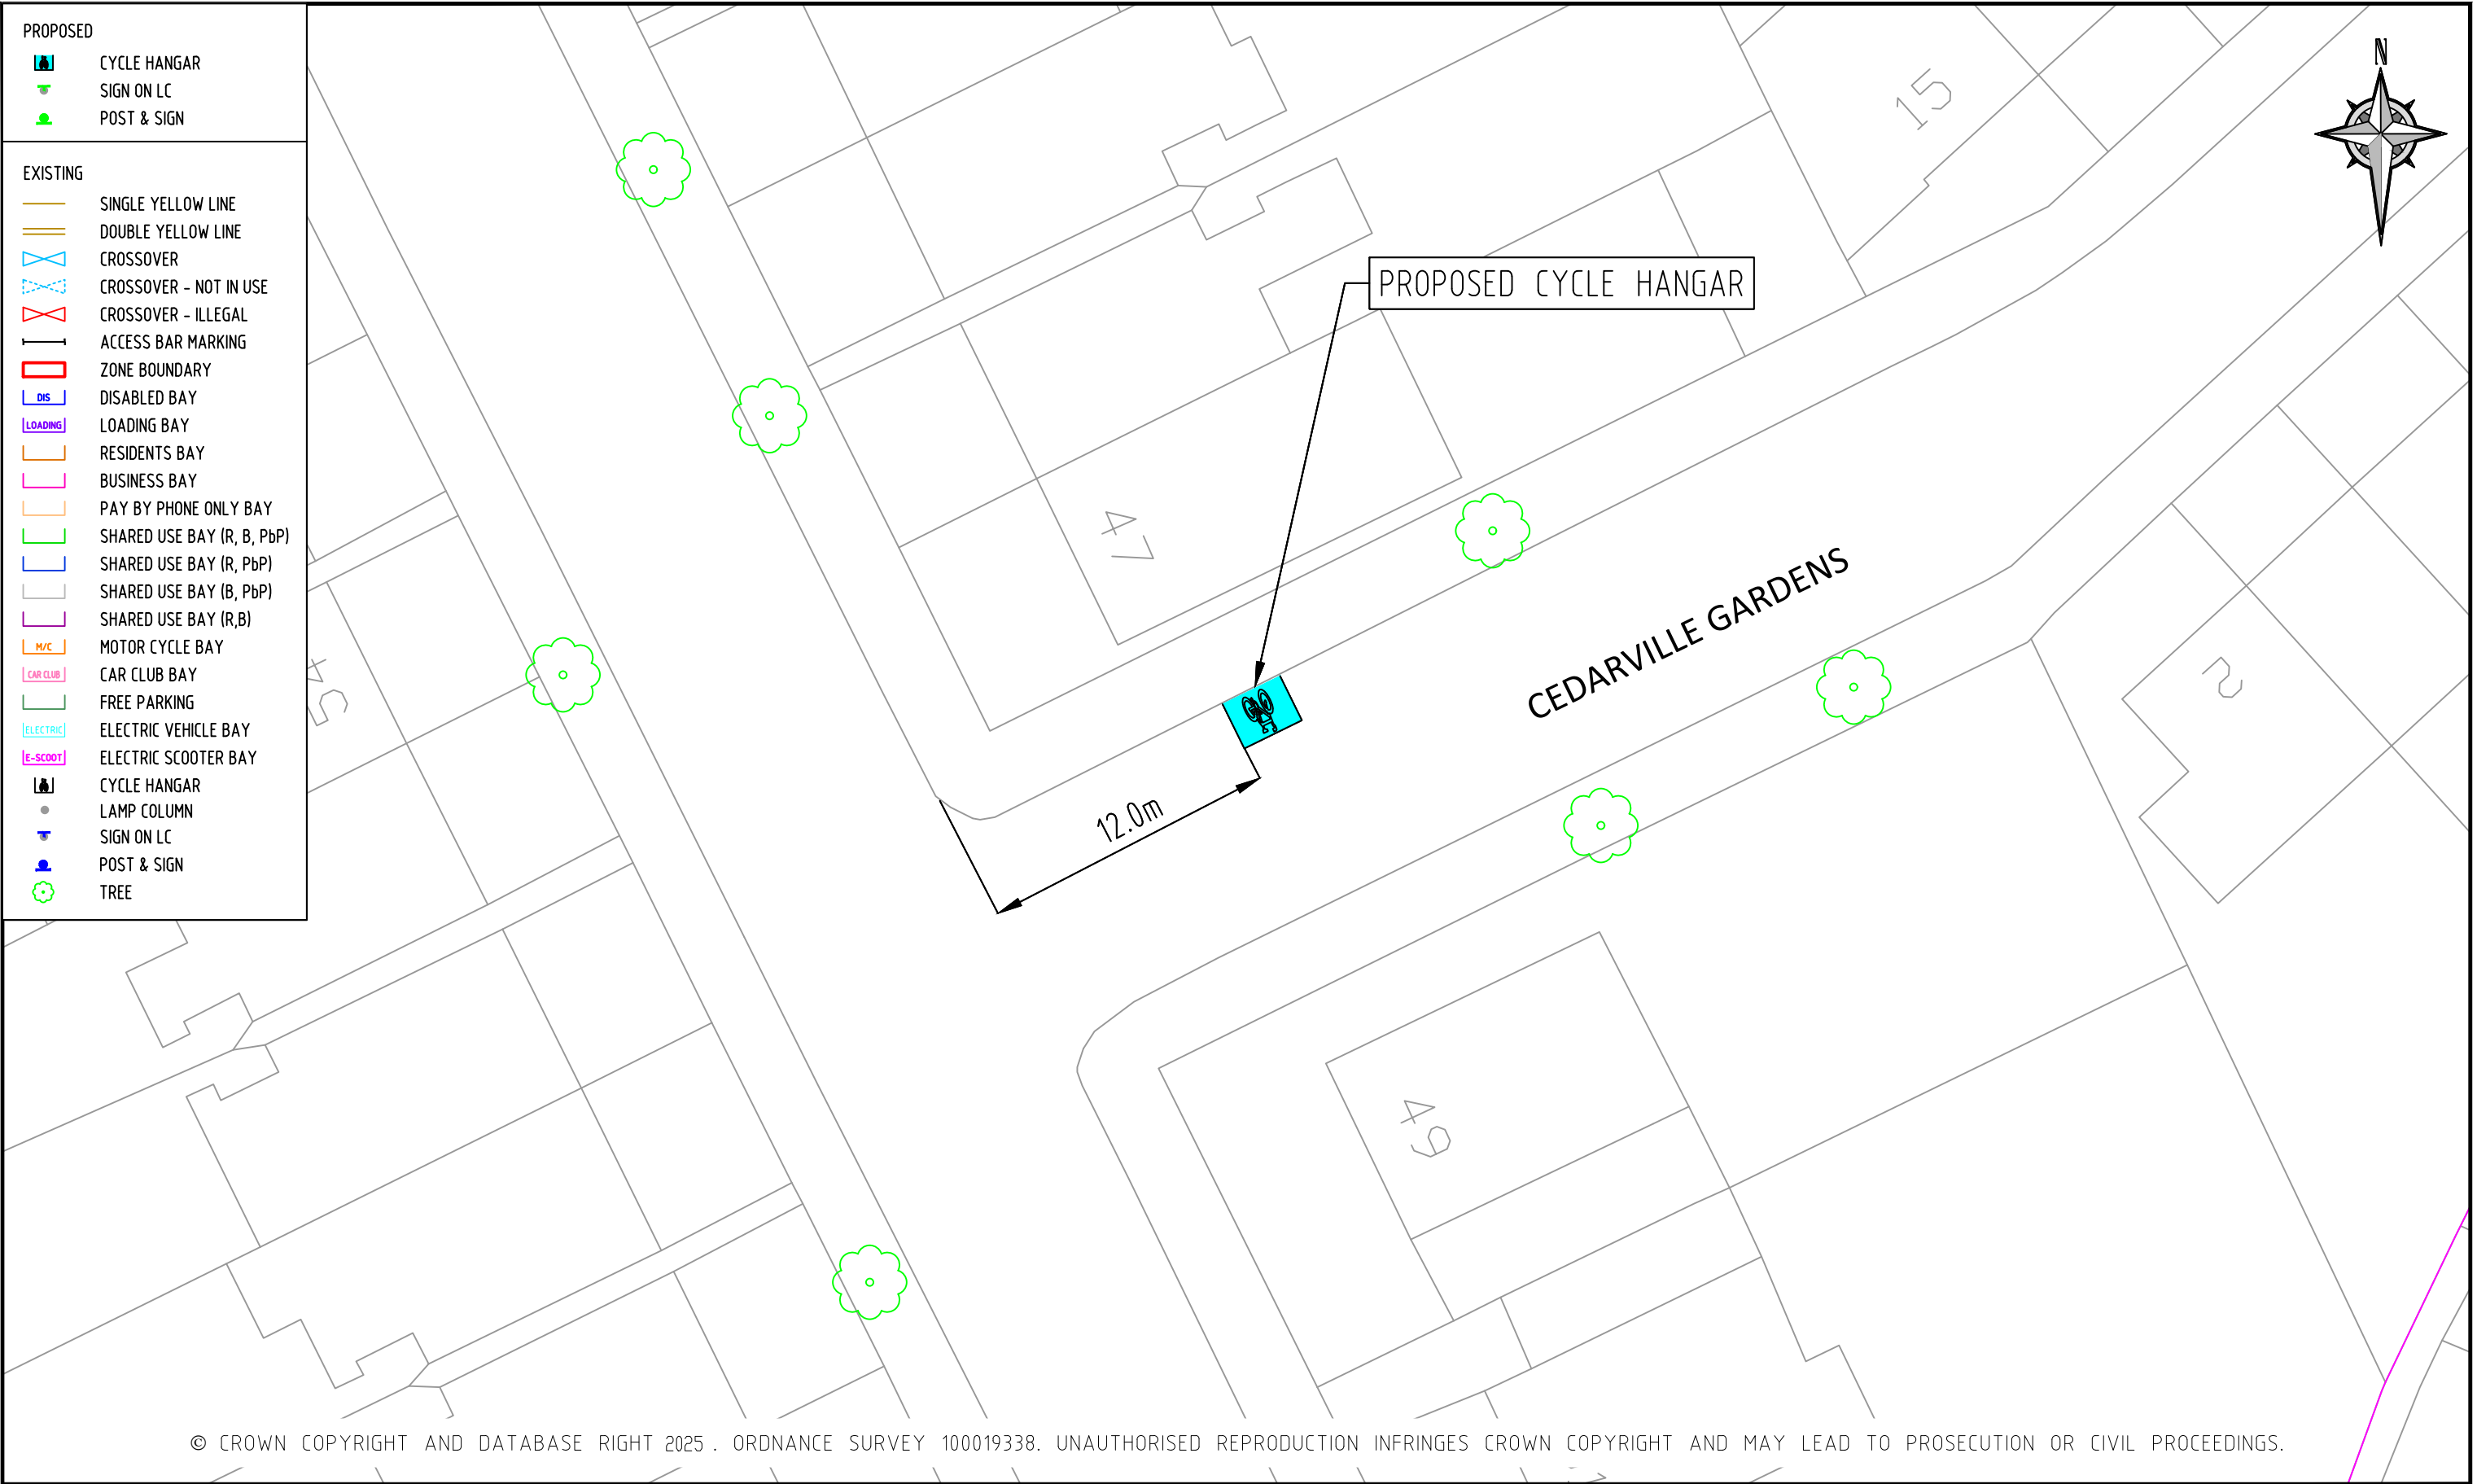 PROPOSED
CYCLE HANGAR
SIGN ON LC
POST & SIGN
EXISTING
SINGLE YELLOW LINE
DOUBLE YELLOW LINE
CROSSOVER
CROSSOVER - NOT IN USE
CROSSOVER - ILLEGAL
ACCESS BAR MARKING
ZONE BOUNDARY
DIS DISABLED BAY
LOADING LOADING BAY
RESIDENTS BAY
BUSINESS BAY
PAY BY PHONE ONLY BAY
SHARED USE BAY (R, B, PbP)
SHARED USE BAY (R, PbP)
SHARED USE BAY (B, PbP)
SHARED USE BAY (R,B)
M/C MOTOR CYCLE BAY
CAR CLUB CAR CLUB BAY
FREE PARKING
ELECTRIC ELECTRIC VEHICLE BAY
E-SCOOT ELECTRIC SCOOTER BAY
CYCLE HANGAR
LAMP COLUMN
SIGN ON LC
POST & SIGN
TREE
N
15
PROPOSED CYCLE HANGAR
47
CEDARVILLE GARDENS
2
12.0m
49
© CROWN COPYRIGHT AND DATABASE RIGHT 2025 . ORDNANCE SURVEY 100019338. UNAUTHORISED REPRODUCTION INFRINGES CROWN COPYRIGHT AND MAY LEAD TO PROSECUTION OR CIVIL PROCEEDINGS.